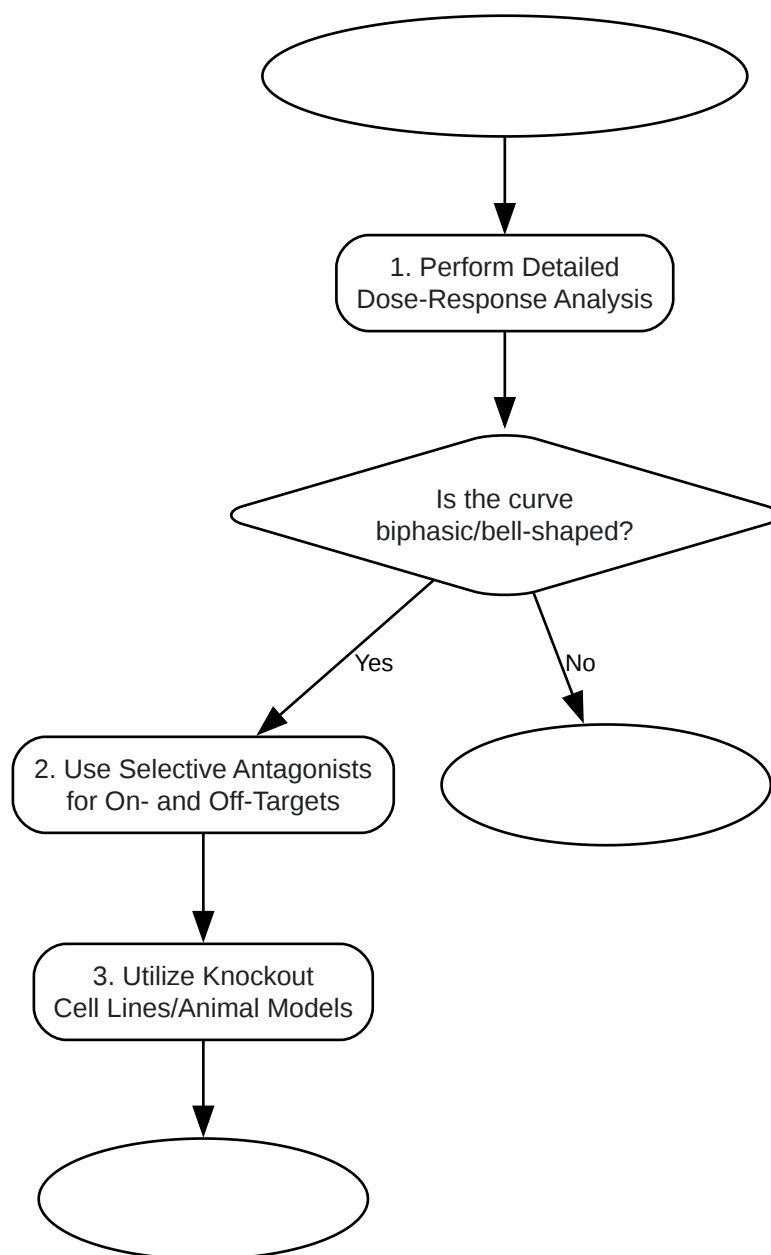 1. Perform Detailed
Dose-Response Analysis
Is the curve
biphasic/bell-shaped?
Yes
No
2. Use Selective Antagonists
for On- and Off-Targets
3. Utilize Knockout
Cell Lines/Animal Models